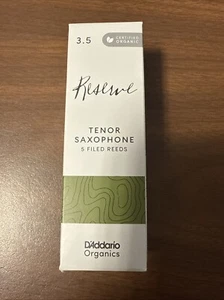 3.5
CERTIFIED
ORGANIC
Reserve
TENOR
SAXOPHONE
5 FILED REEDS
D'Addario
Organics